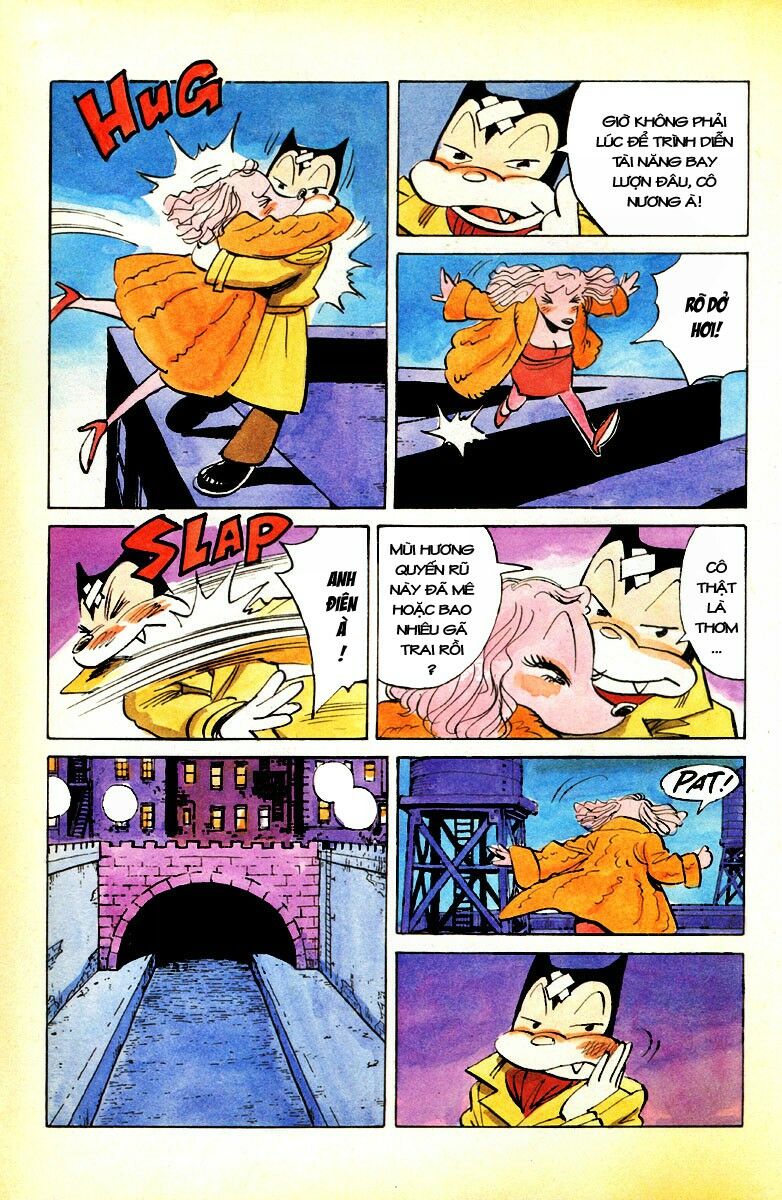 HUG
GIỜ KHÔNG PHẢI
LÚC ĐỂ TRÌNH DIỄN
TÀI NĂNG BAY
LƯỢN ĐÂU, CÔ
NƯƠNG À!
RÕ DỞ
HƠI!
SLAP
ANH
ĐIÊN
À !
MÙI HƯƠNG
QUYẾN RŨ
NÀY ĐÃ MÊ
HOẶC BAO
NHIÊU GÃ
TRAI RỒI
?
CÔ
THẬT
LÀ
THƠM
...
PAT!